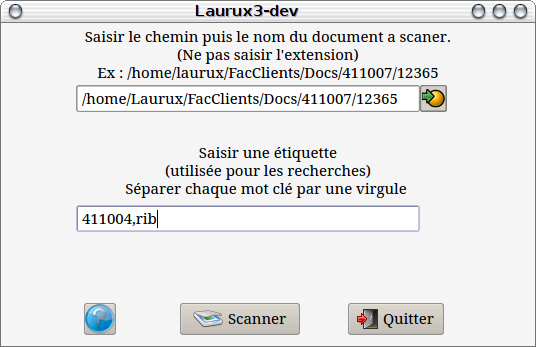 Laurux3-dev
Saisir le chemin puis le nom du document a scaner.
(Ne pas saisir l'extension)
Ex : /home/laurux/FacClients/Docs/411007/12365
/home/Laurux/FacClients/Docs/411007/12365
Saisir une étiquette
(utilisée pour les recherches)
Séparer chaque mot clé par une virgule
411004,rib
? Scanner Quitter